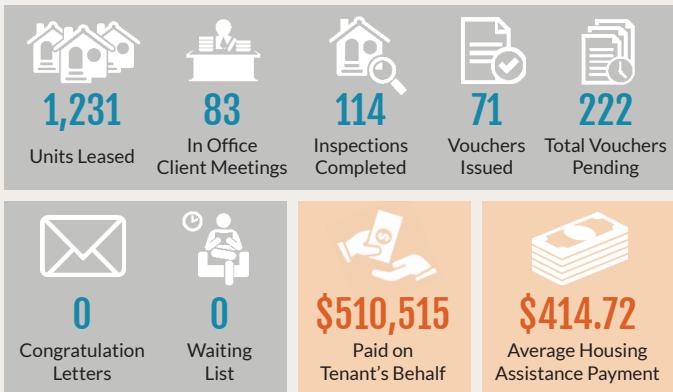 1,231
Units Leased
83
In Office
Client Meetings
114
Inspections
Completed
71
Vouchers
Issued
222
Total Vouchers
Pending
0
Congratulation
Letters
0
Waiting
List
$510,515
Paid on
Tenant's Behalf
$414.72
Average Housing
Assistance Payment